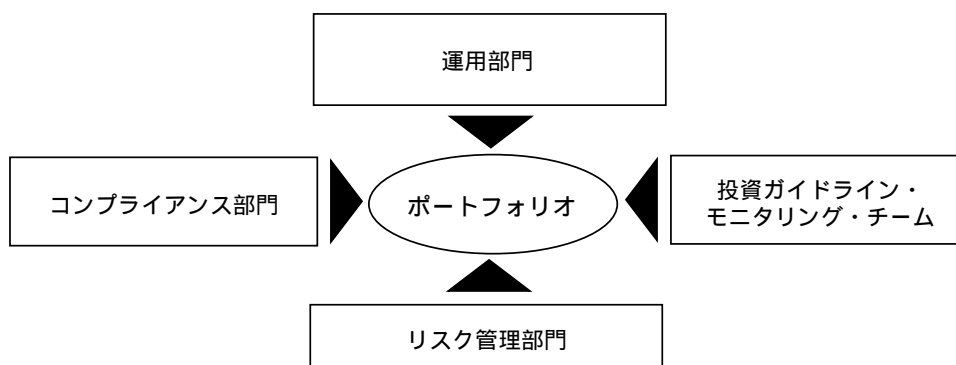 運用部門
コンプライアンス部門
ポートフォリオ
投資ガイドライン・
モニタリング・チーム
リスク管理部門